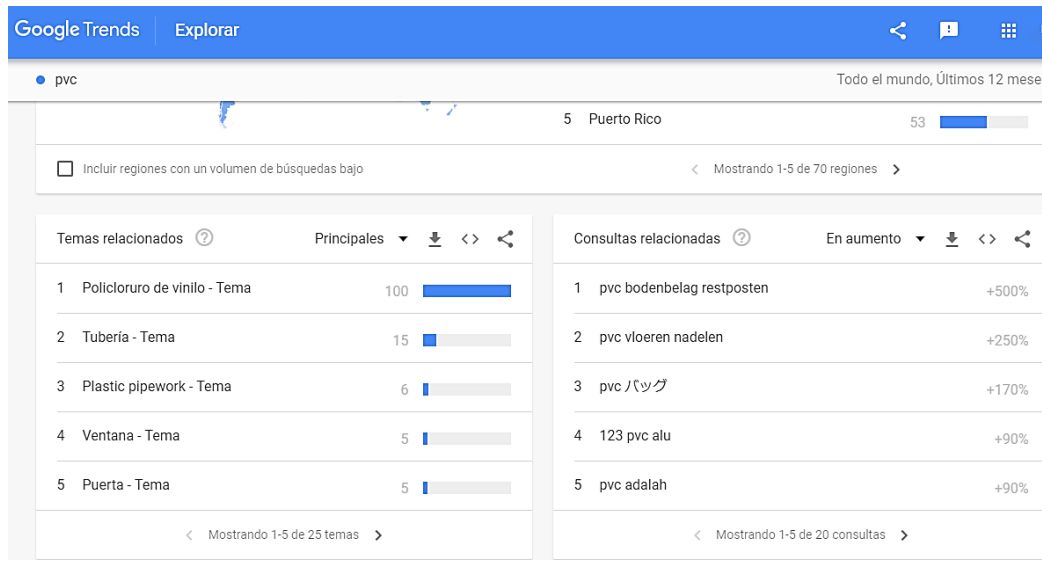 Google Trends Explorar
pvc Todo el mundo, Últimos 12 mese
5 Puerto Rico 53
Incluir regiones con un volumen de búsquedas bajo
Mostrando 1-5 de 70 regiones
Temas relacionados Principales
1 Policloruro de vinilo - Tema 100
2 Tubería - Tema 15
3 Plastic pipework - Tema 6
4 Ventana - Tema 5
5 Puerta - Tema 5
Mostrando 1-5 de 25 temas
Consultas relacionadas En aumento
1 pvc bodenbelag restposten +500%
2 pvc vloeren nadelen +250%
3 pvc バッグ +170%
4 123 pvc alu +90%
5 pvc adalah +90%
Mostrando 1-5 de 20 consultas